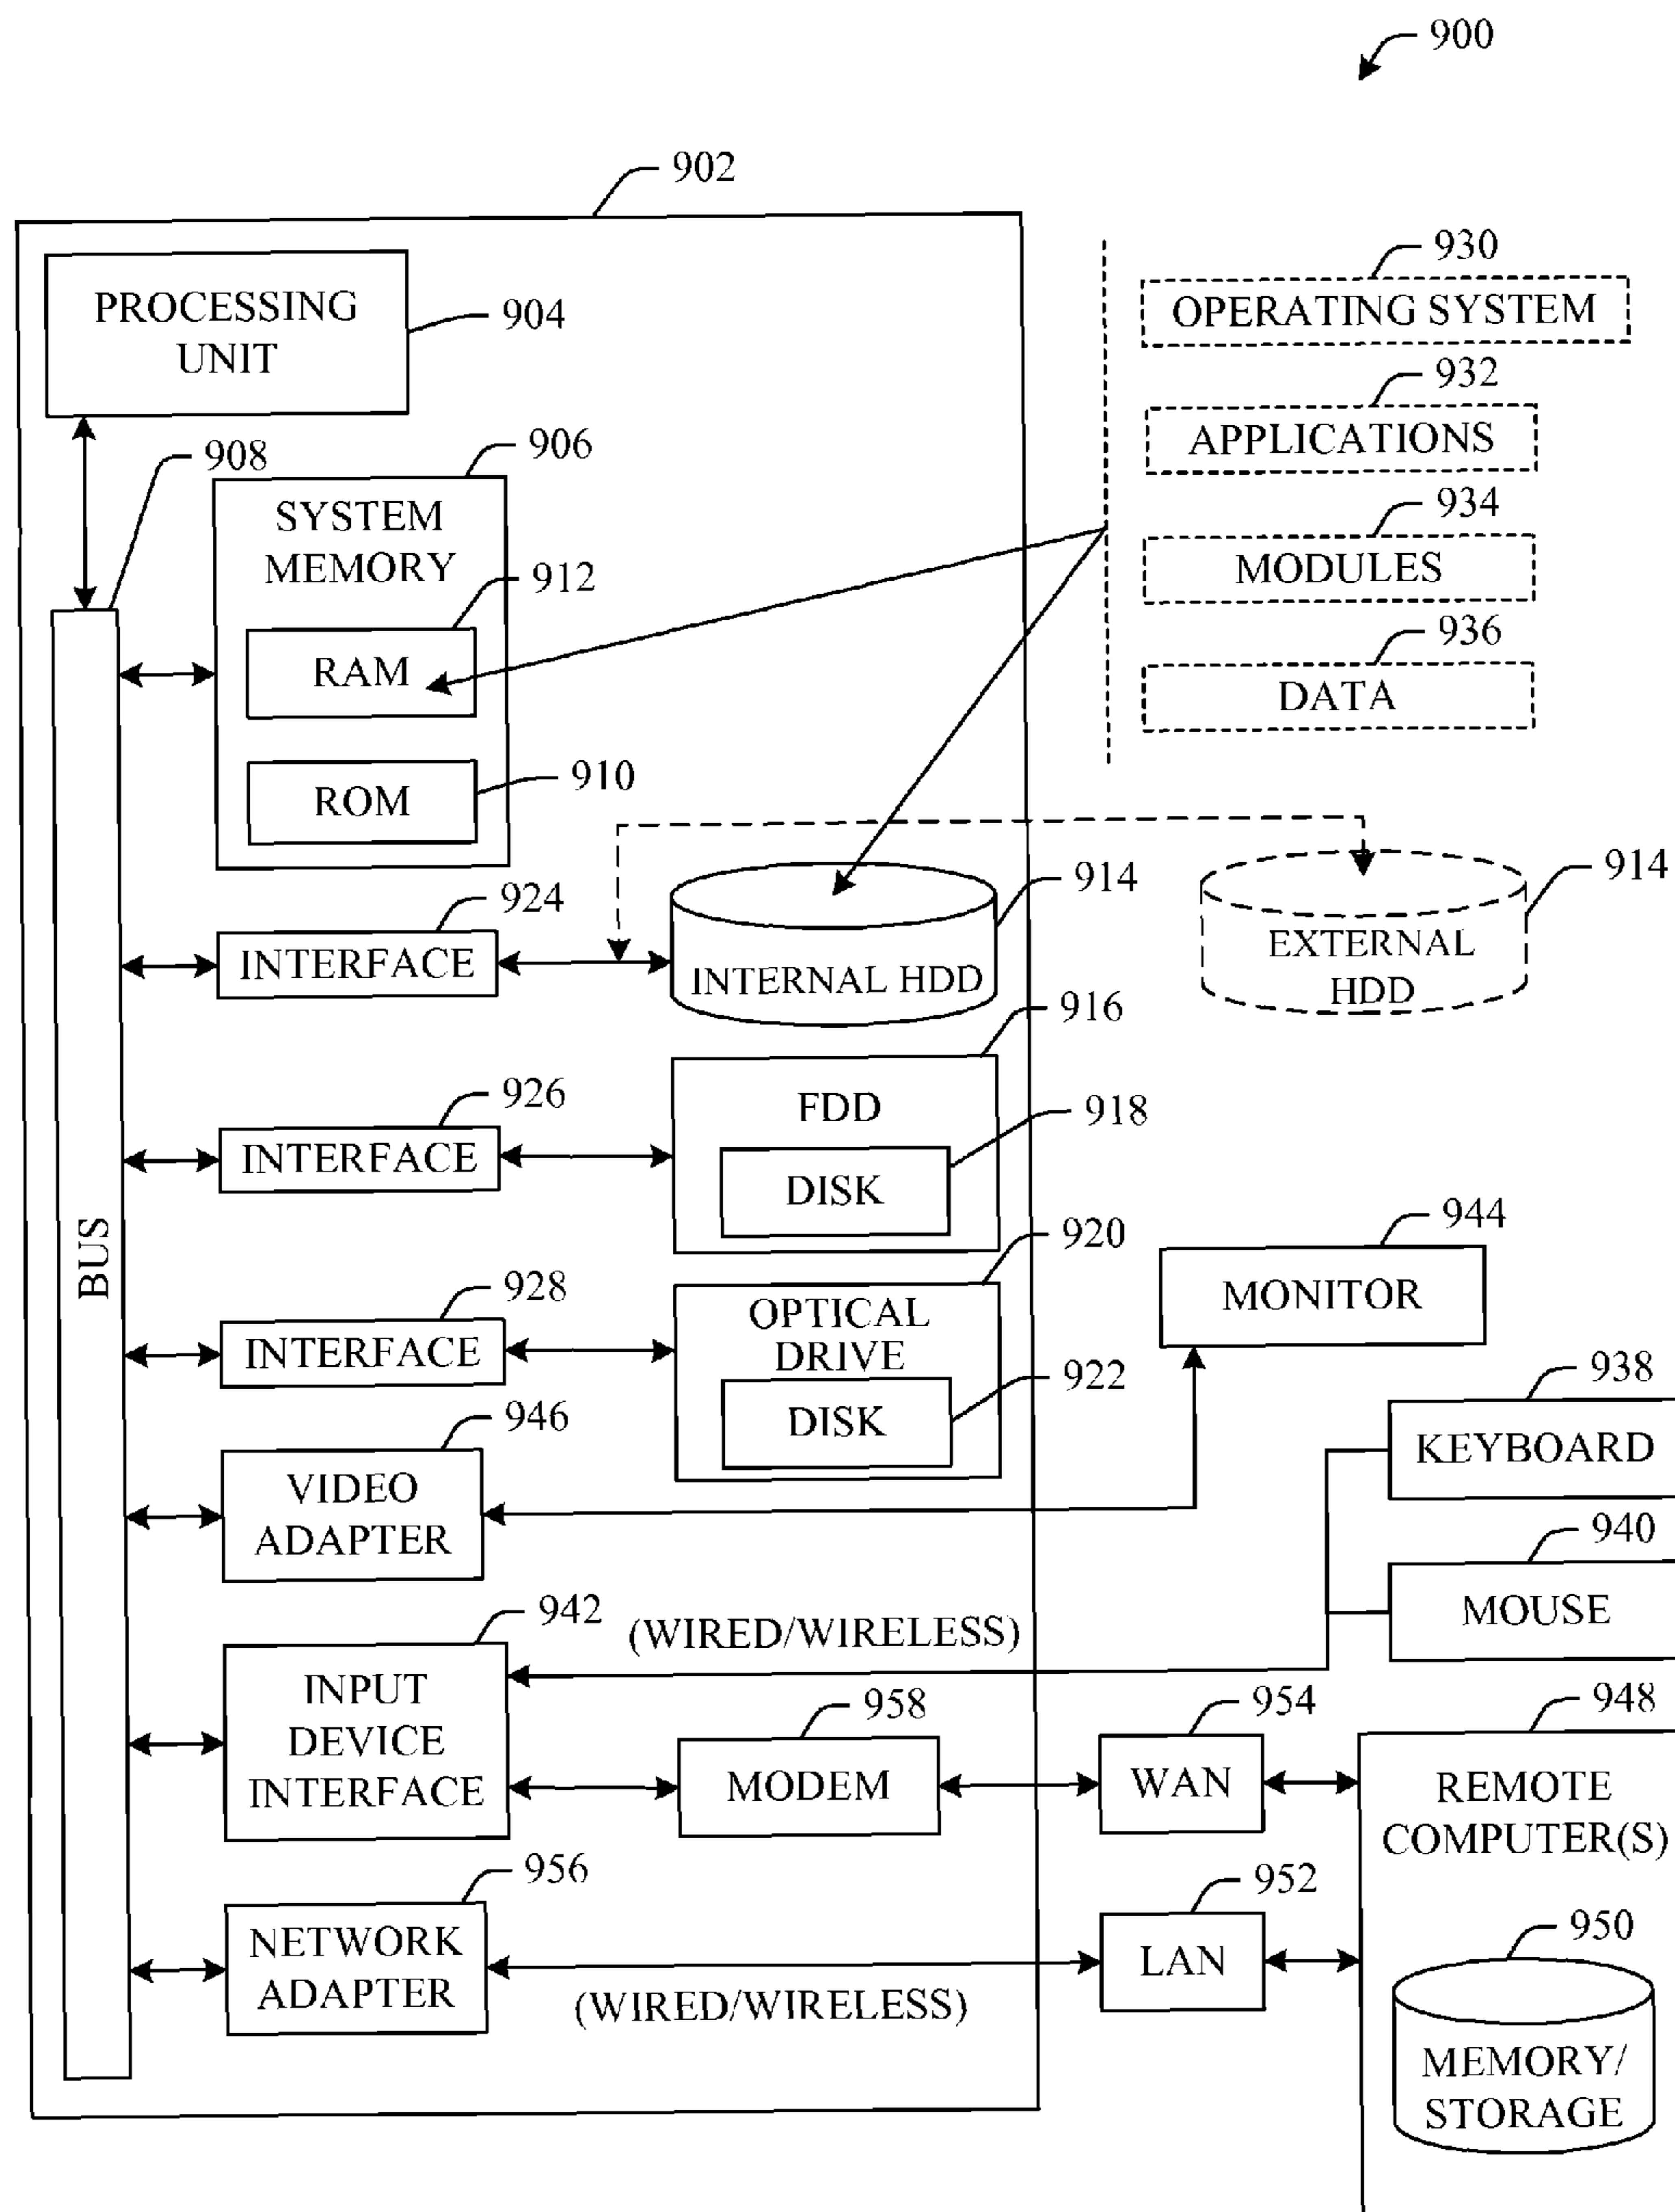 900
902
PROCESSING
UNIT
904
930
OPERATING SYSTEM
932
APPLICATIONS
934
MODULES
936
DATA
908
906
SYSTEM
MEMORY
912
RAM
910
ROM
924
INTERFACE
914
INTERNAL HDD
914
EXTERNAL
HDD
916
FDD
918
DISK
926
INTERFACE
BUS
920
OPTICAL
DRIVE
922
DISK
928
INTERFACE
944
MONITOR
938
KEYBOARD
946
VIDEO
ADAPTER
940
MOUSE
942
INPUT
DEVICE
INTERFACE
(WIRED/WIRELESS)
958
MODEM
954
WAN
948
REMOTE
COMPUTER(S)
956
NETWORK
ADAPTER
(WIRED/WIRELESS)
952
LAN
950
MEMORY/
STORAGE